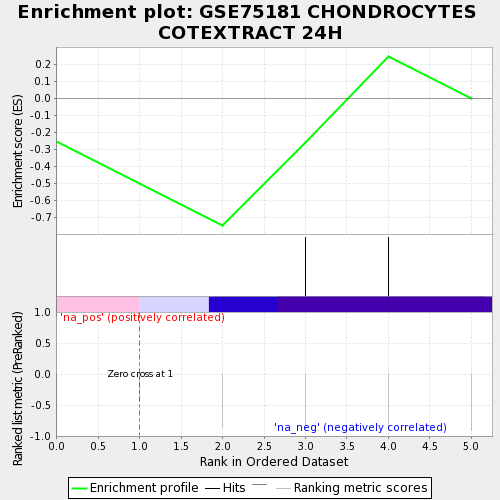 Enrichment plot: GSE75181 CHONDROCYTES
COTEXTRACT 24H
Enrichment score (ES)
0.2
0.1
0.0
-0.1
-0.2
-0.3
-0.4
-0.5
-0.6
-0.7
Ranked list metric (PreRanked)
1.0
0.5
0.0
-0.5
-1.0
'na_pos' (positively correlated)
Zero cross at 1
'na_neg' (negatively correlated)
0.0 0.5 1.0 1.5 2.0 2.5 3.0 3.5 4.0 4.5 5.0
Rank in Ordered Dataset
Enrichment profile Hits Ranking metric scores